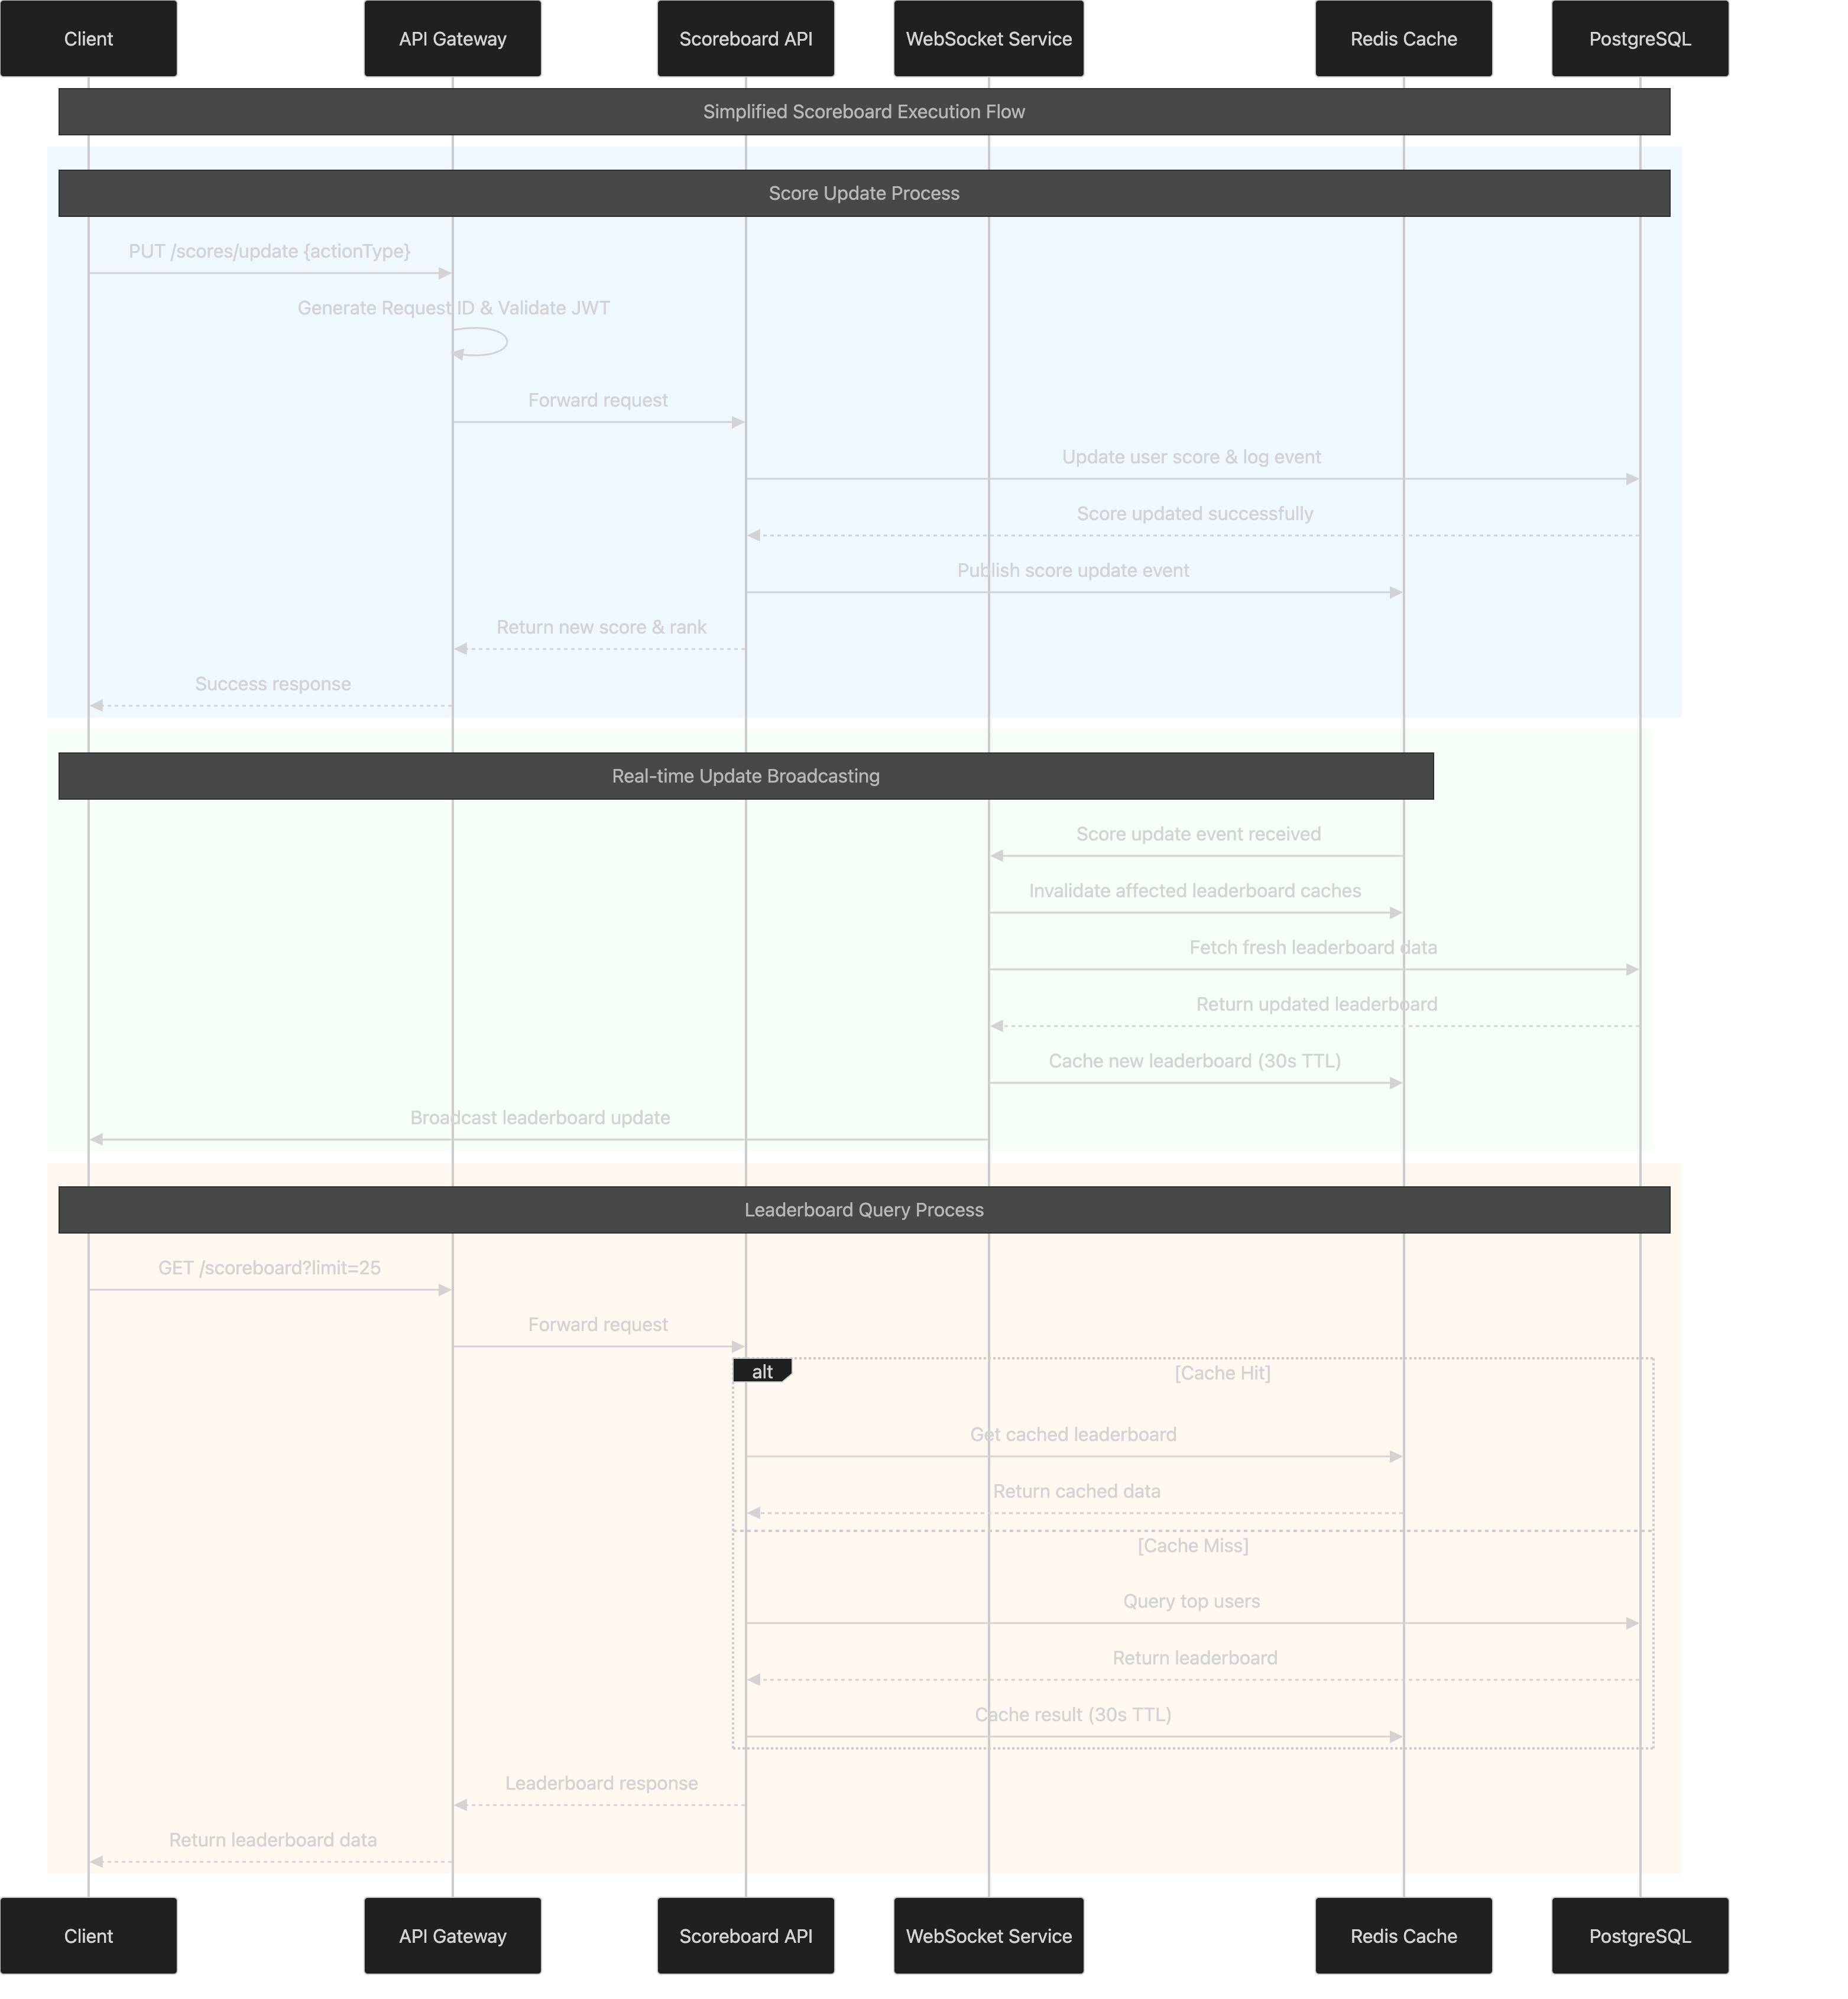 Client
API Gateway
Scoreboard API
WebSocket Service
Redis Cache
PostgreSQL
Simplified Scoreboard Execution Flow
Score Update Process
PUT /scores/update {actionType}
Generate Request ID & Validate JWT
Forward request
Update user score & log event
Score updated successfully
Publish score update event
Return new score & rank
Success response
Real-time Update Broadcasting
Score update event received
Invalidate affected leaderboard caches
Fetch fresh leaderboard data
Return updated leaderboard
Cache new leaderboard (30s TTL)
Broadcast leaderboard update
Leaderboard Query Process
GET /scoreboard?limit=25
Forward request
alt
[Cache Hit]
Get cached leaderboard
Return cached data
[Cache Miss]
Query top users
Return leaderboard
Cache result (30s TTL)
Leaderboard response
Return leaderboard data
Client
API Gateway
Scoreboard API
WebSocket Service
Redis Cache
PostgreSQL